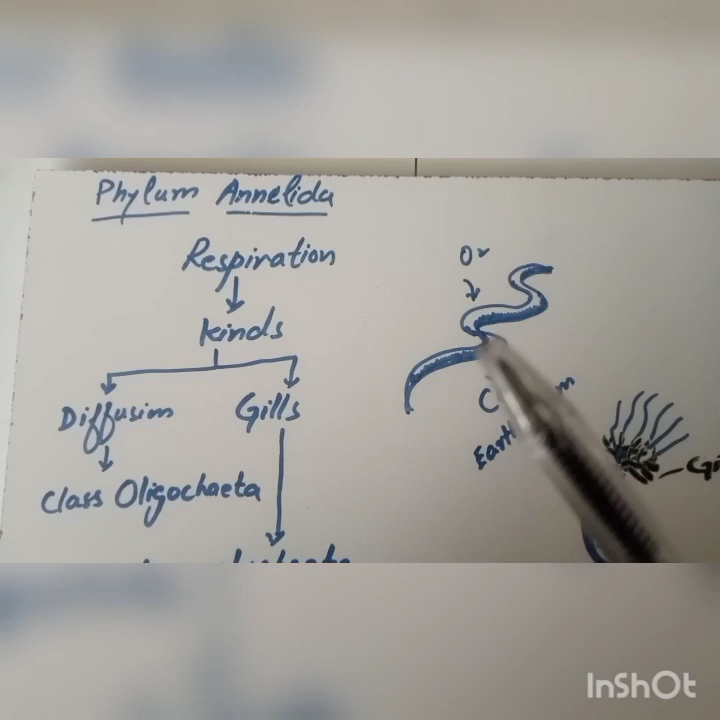 Phylum Annelida
Respiration
kinds
Diffusion
Gills
Class Oligochaeta
O2
InShOt